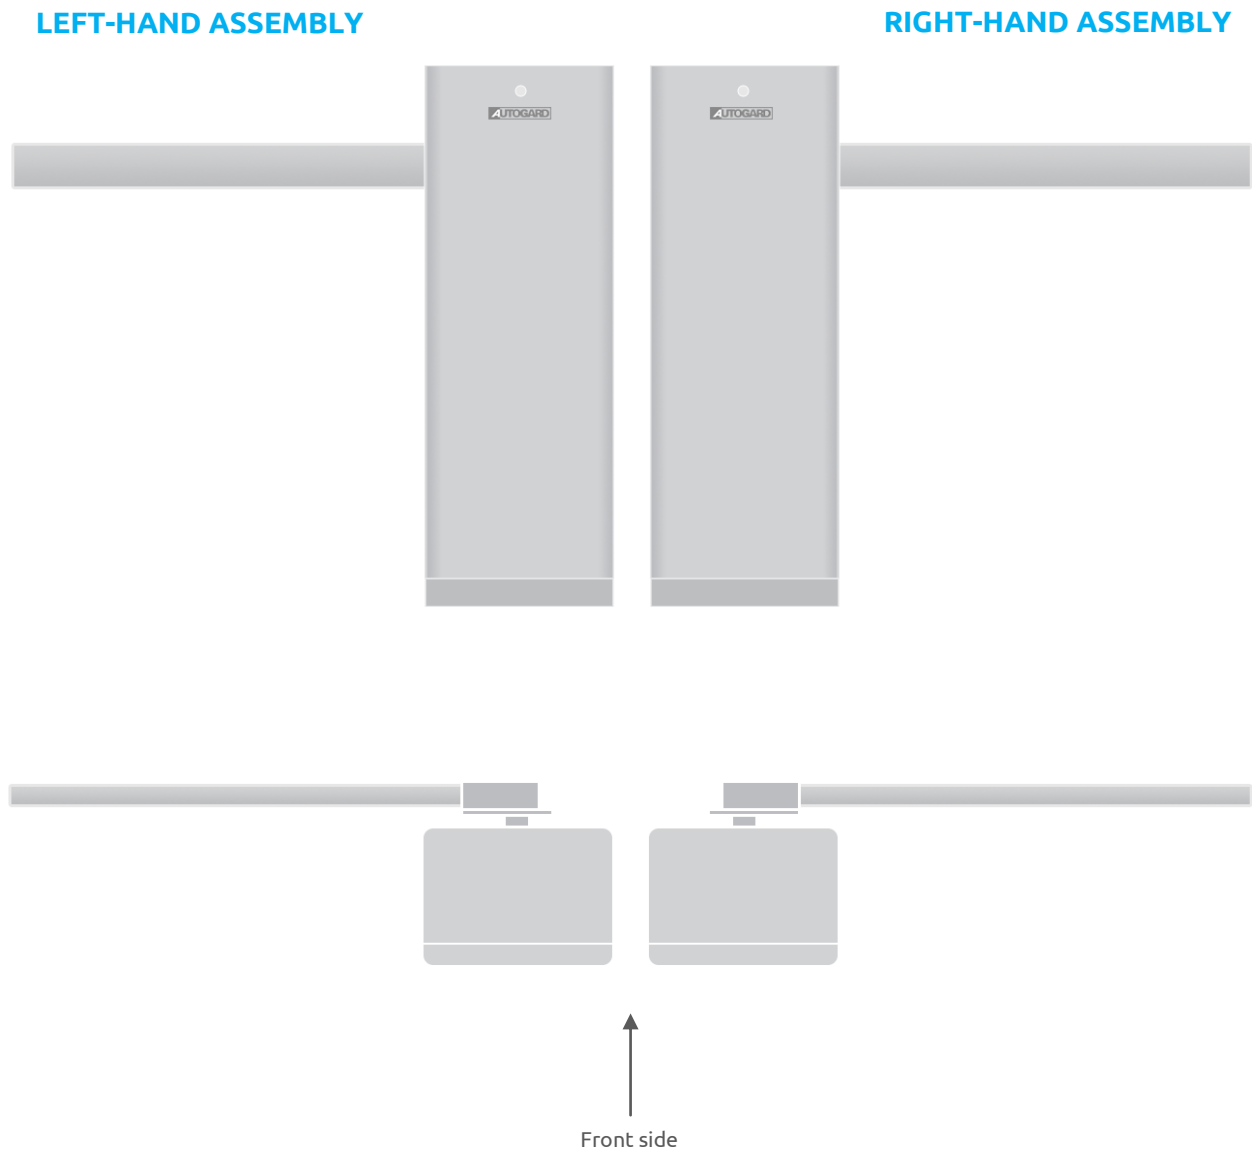 LEFT-HAND ASSEMBLY
RIGHT-HAND ASSEMBLY
AUTOGARD
AUTOGARD
Front side